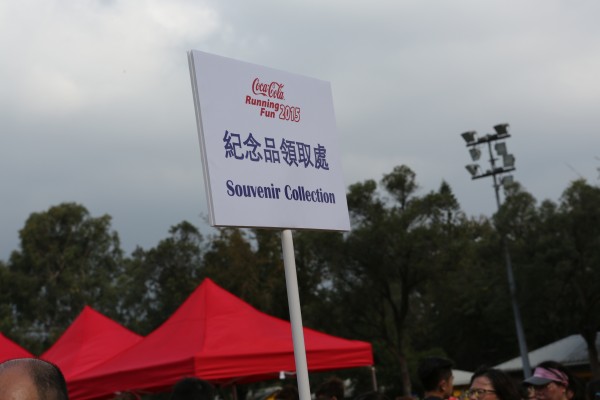 Coca-Cola
Running
Fun 2015
紀念品領取處
Souvenir Collection